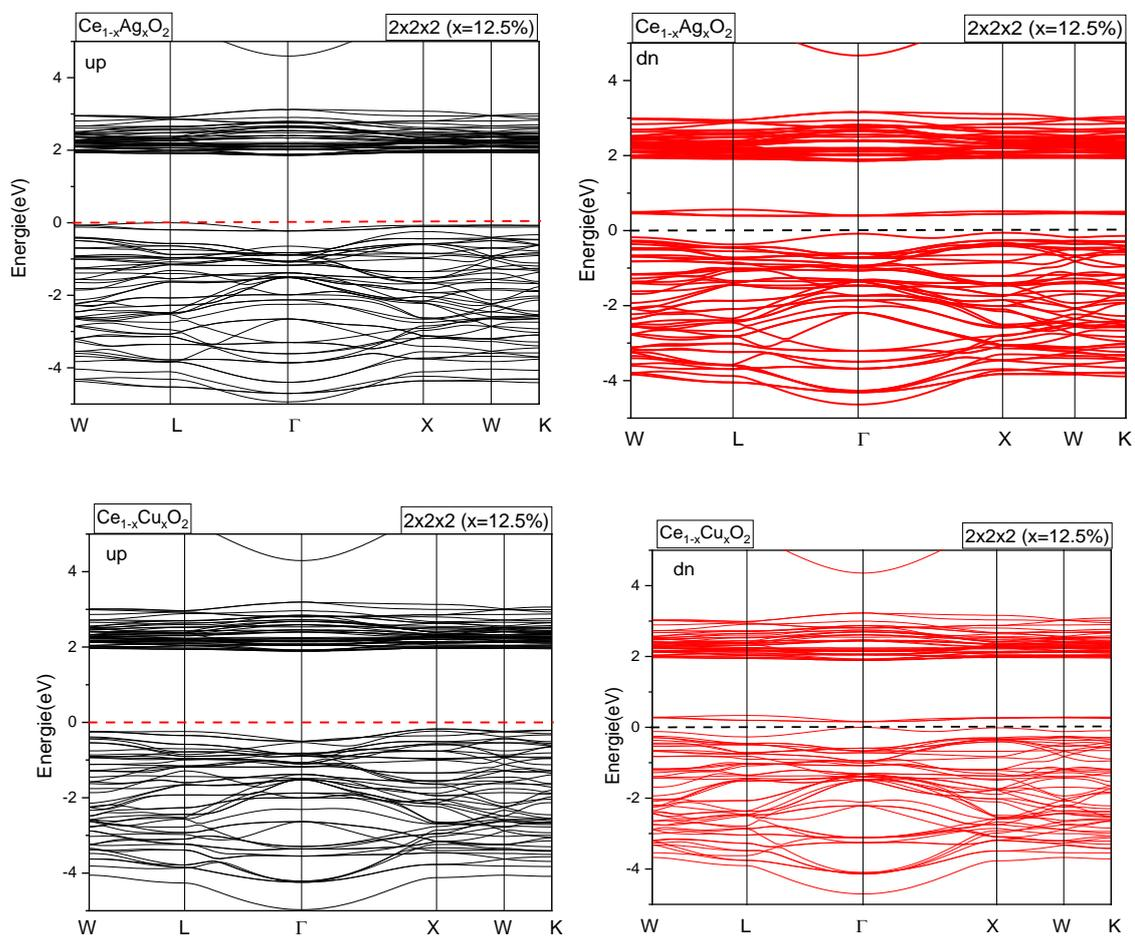 Ce₁₋ₓAgₓO₂ 2x2x2 (x=12.5%)
up
Energie(eV)
4
2
0
-2
-4
W L Γ X W K
Ce₁₋ₓAgₓO₂ 2x2x2 (x=12.5%)
dn
Energie(eV)
4
2
0
-2
-4
W L Γ X W K
Ce₁₋ₓCuₓO₂ 2x2x2 (x=12.5%)
up
Energie(eV)
4
2
0
-2
-4
W L Γ X W K
Ce₁₋ₓCuₓO₂ 2x2x2 (x=12.5%)
dn
Energie(eV)
4
2
0
-2
-4
W L Γ X W K